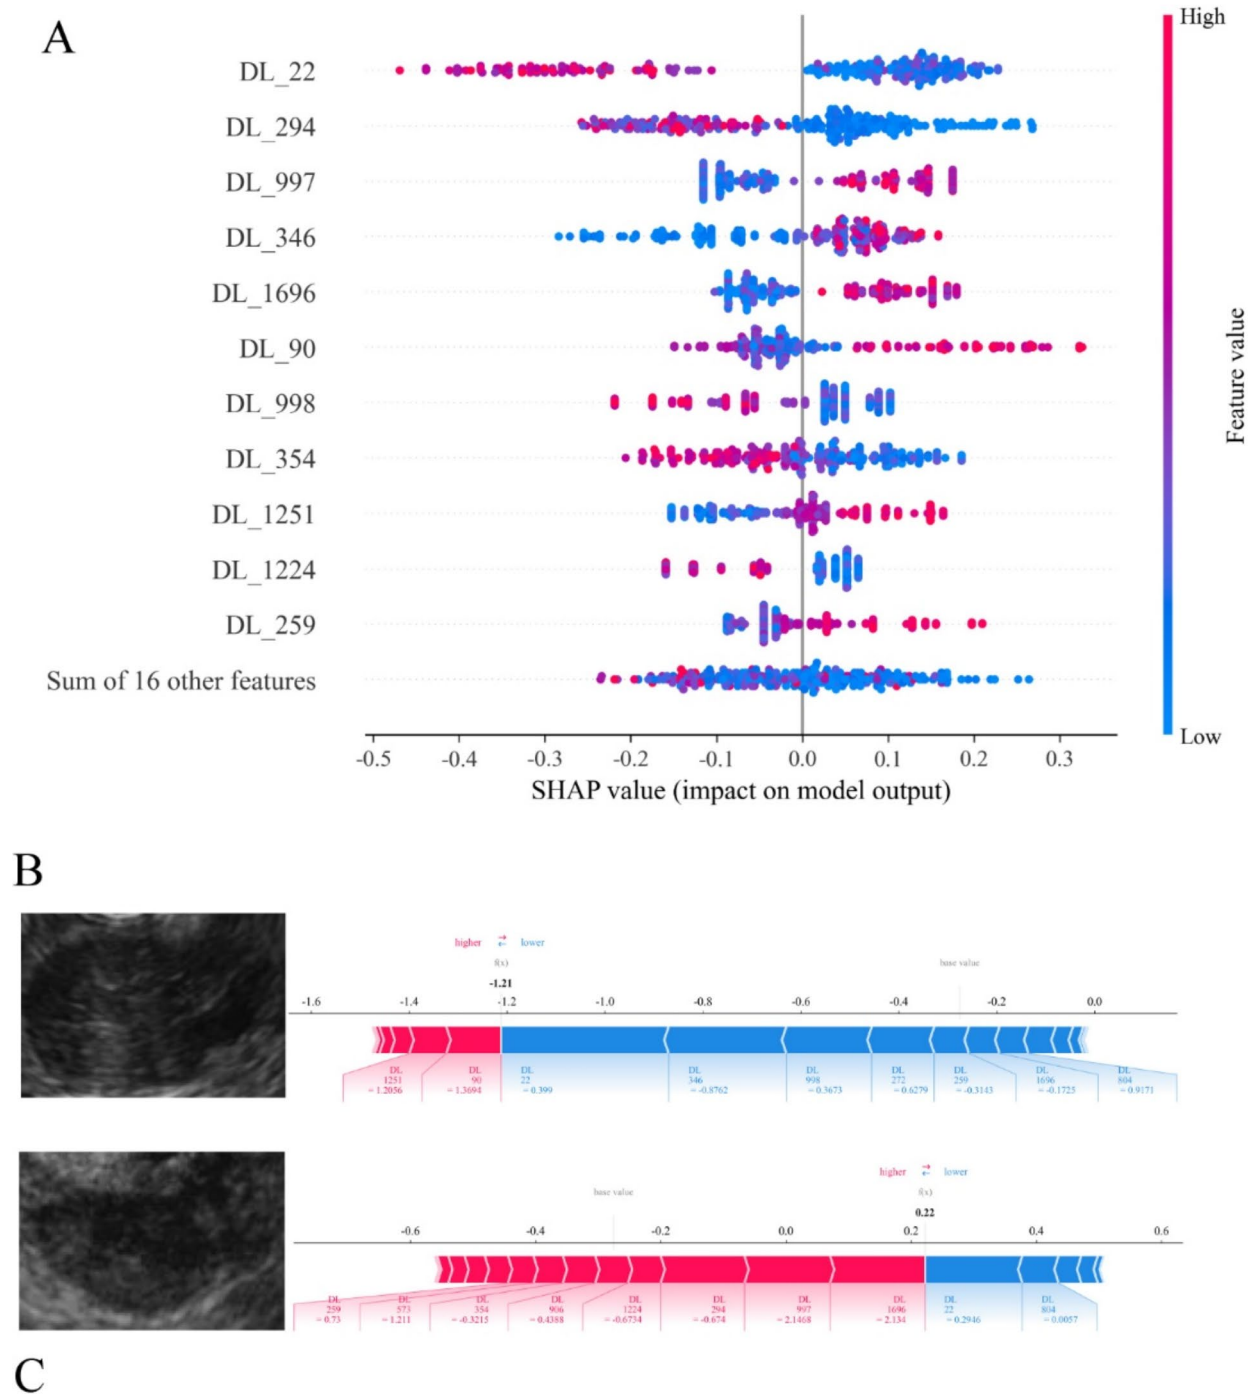 A
High
DL_22
DL_294
DL_997
DL_346
DL_1696
DL_90
DL_998
DL_354
DL_1251
DL_1224
DL_259
Sum of 16 other features
Feature value
Low
-0.5 -0.4 -0.3 -0.2 -0.1 0.0 0.1 0.2 0.3
SHAP value (impact on model output)
B
higher ⇄ lower
f(x)
base value
-1.21
-1.6 -1.4 -1.2 -1.0 -0.8 -0.6 -0.4 -0.2 0.0
DL DL DL DL DL DL DL DL DL
1251 90 22 346 998 272 259 1696 804
= 1.2056 = 1.3694 = 0.399 = -0.8762 = 0.3673 = 0.6279 = -0.3143 = -0.1725 = 0.9171
higher ⇄ lower
base value
f(x)
0.22
-0.6 -0.4 -0.2 0.0 0.2 0.4 0.6
DL DL DL DL DL DL DL DL DL DL
259 573 354 906 1224 294 997 1696 22 804
= 0.73 = 1.211 = -0.3215 = 0.4388 = -0.6734 = -0.674 = 2.1468 = 2.134 = 0.2946 = 0.0057
C